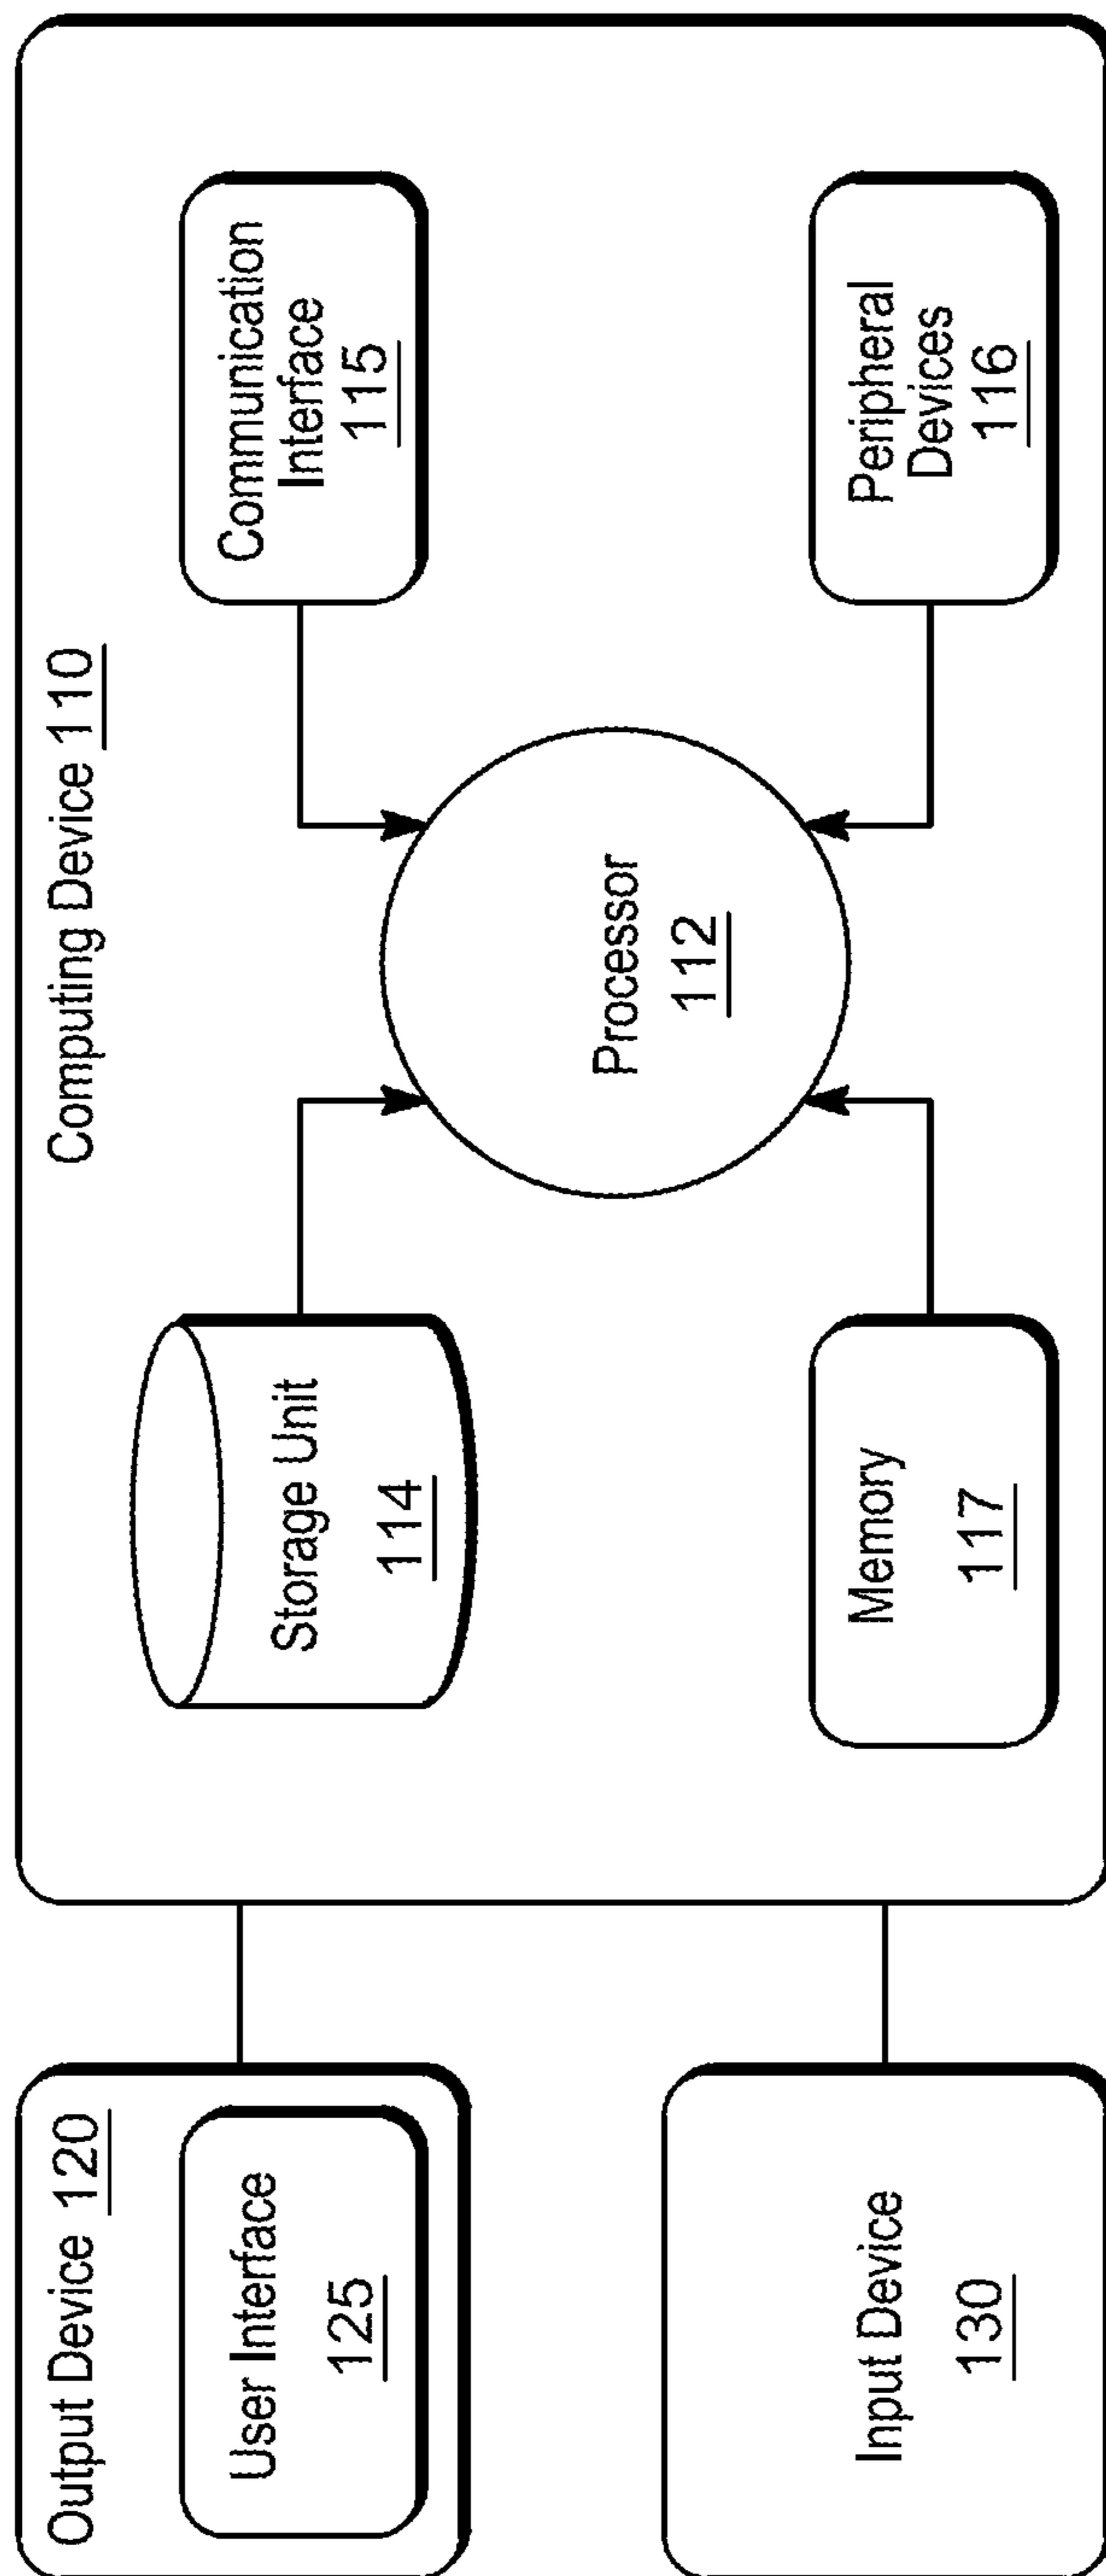 Output Device 120
User Interface
125
Input Device
130
Computing Device 110
Storage Unit
114
Communication
Interface
115
Processor
112
Memory
117
Peripheral
Devices
116